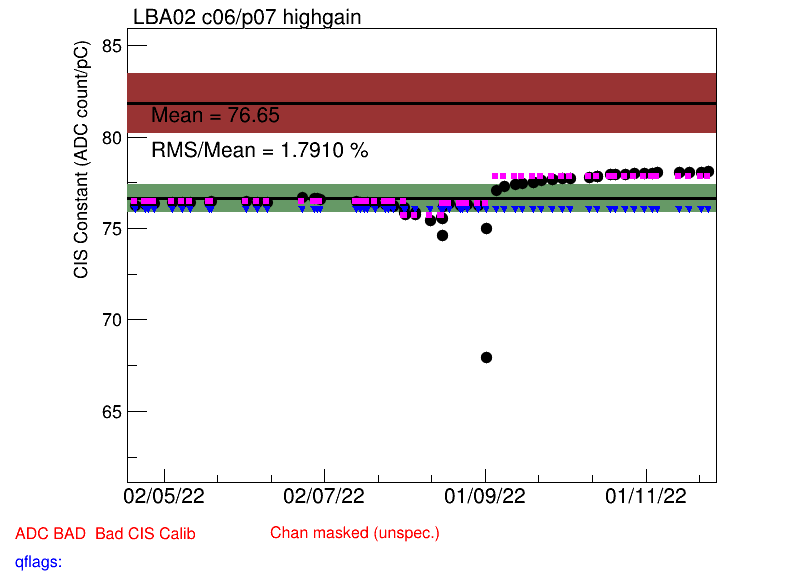 LBA02 c06/p07 highgain
CIS Constant (ADC count/pC)
85
80
75
70
65
Mean = 76.65
RMS/Mean = 1.7910 %
02/05/22
02/07/22
01/09/22
01/11/22
ADC BAD  Bad CIS Calib
Chan masked (unspec.)
qflags: